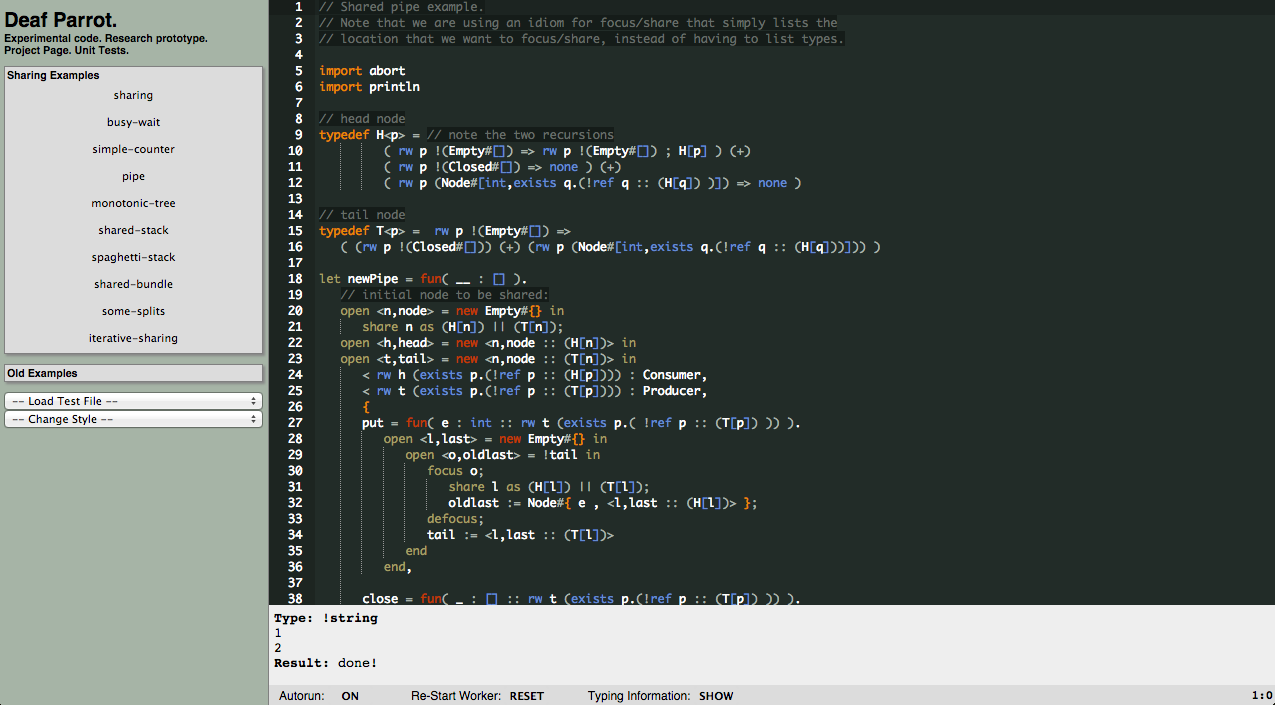 Deaf Parrot.
Experimental code. Research prototype.
Project Page. Unit Tests.
Sharing Examples
sharing
busy-wait
simple-counter
pipe
monotonic-tree
shared-stack
spaghetti-stack
shared-bundle
some-splits
iterative-sharing
Old Examples
-- Load Test File --
-- Change Style --
1 // Shared pipe example.
2 // Note that we are using an idiom for focus/share that simply lists the
3 // location that we want to focus/share, instead of having to list types.
4
5 import abort
6 import println
7
8 // head node
9 typedef H<p> = // note the two recursions
10 ( rw p !(Empty#[]) => rw p !(Empty#[]) ; H[p] ) (+)
11 ( rw p !(Closed#[]) => none ) (+)
12 ( rw p (Node#[int,exists q.(!ref q :: (H[q]) )]) => none )
13
14 // tail node
15 typedef T<p> =  rw p !(Empty#[]) =>
16 ( (rw p !(Closed#[])) (+) (rw p (Node#[int,exists q.(!ref q :: (H[q]))])) )
17
18 let newPipe = fun( __ : [] ).
19 // initial node to be shared:
20 open <n,node> = new Empty#{} in
21 share n as (H[n]) || (T[n]);
22 open <h,head> = new <n,node :: (H[n])> in
23 open <t,tail> = new <n,node :: (T[n])> in
24 < rw h (exists p.(!ref p :: (H[p]))) : Consumer,
25 < rw t (exists p.(!ref p :: (T[p]))) : Producer,
26 {
27 put = fun( e : int :: rw t (exists p.( !ref p :: (T[p]) )) ).
28 open <l,last> = new Empty#{} in
29 open <o,oldlast> = !tail in
30 focus o;
31 share l as (H[l]) || (T[l]);
32 oldlast := Node#{ e , <l,last :: (H[l])> };
33 defocus;
34 tail := <l,last :: (T[l])>
35 end
36 end,
37
38 close = fun( _ : [] :: rw t (exists p.(!ref p :: (T[p]) )) ).
Type: !string
1
2
Result: done!
Autorun: ON Re-Start Worker: RESET Typing Information: SHOW 1:0